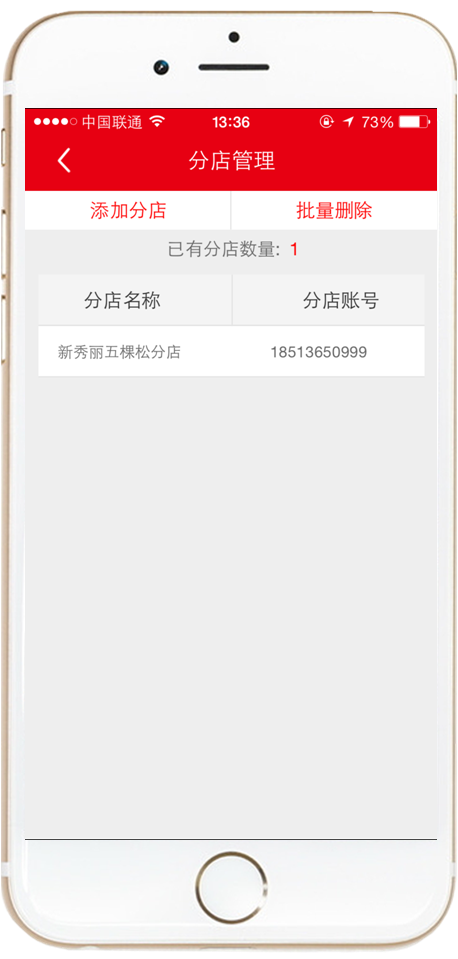 中国联通 13:36 73%
分店管理
添加分店 批量删除
已有分店数量: 1
分店名称 分店账号
新秀丽五棵松分店 18513650999